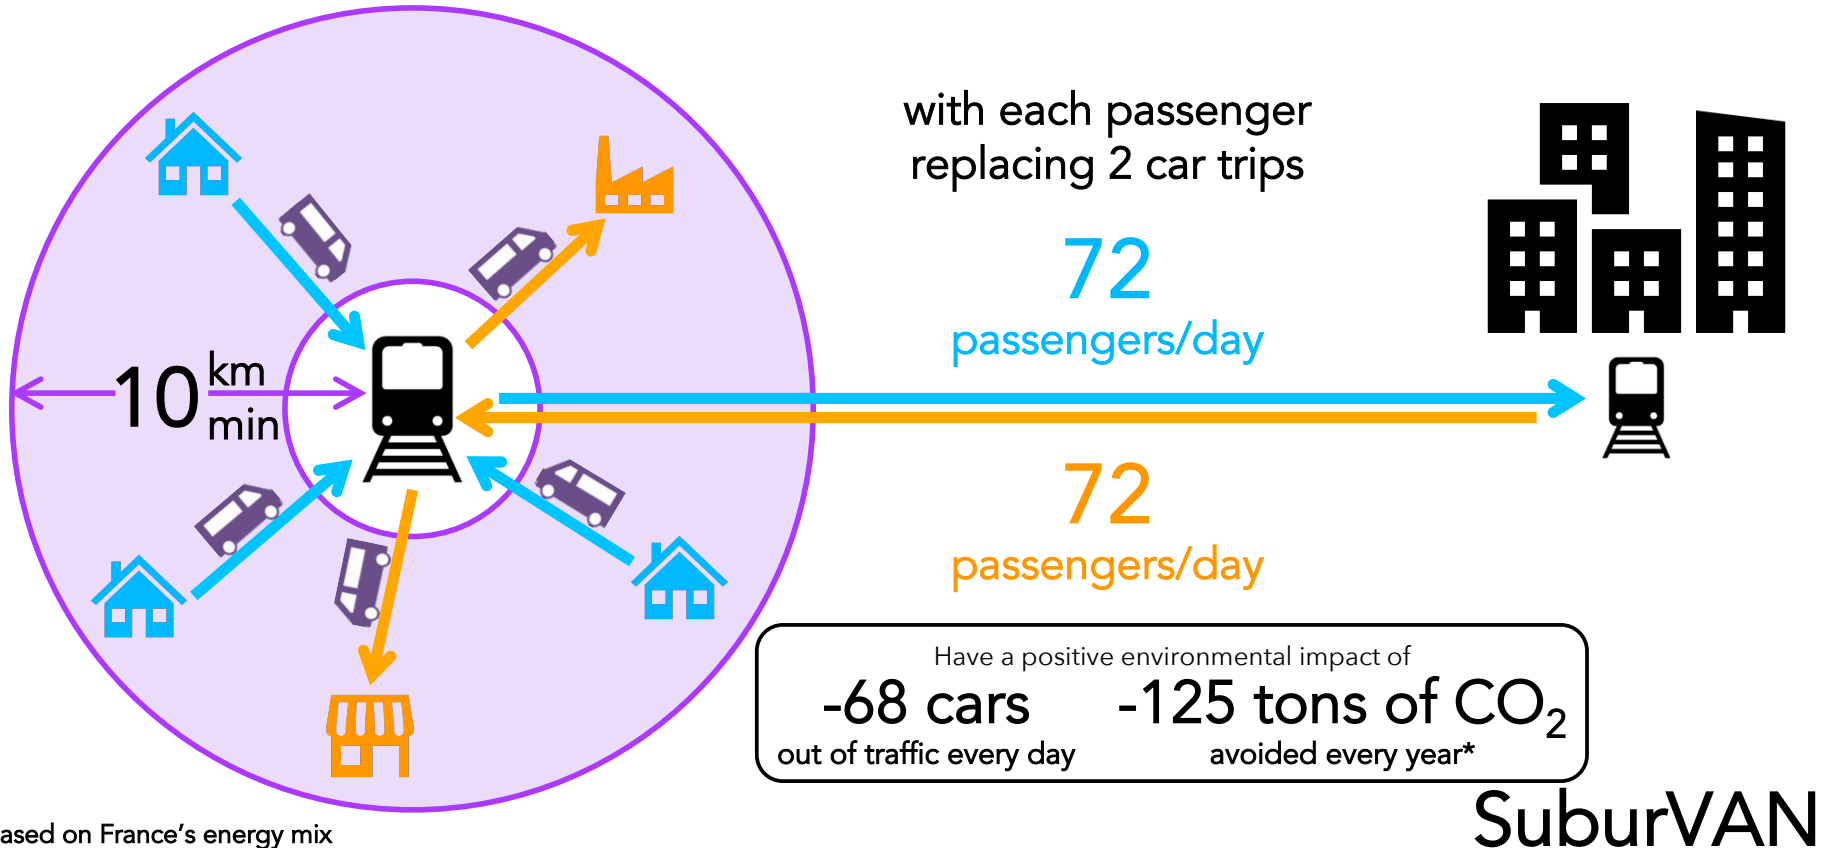 with each passenger
replacing 2 car trips
72
passengers/day
10 km
min
72
passengers/day
Have a positive environmental impact of
-68 cars
-125 tons of CO₂
out of traffic every day
avoided every year*
SuburVAN
ased on France's energy mix